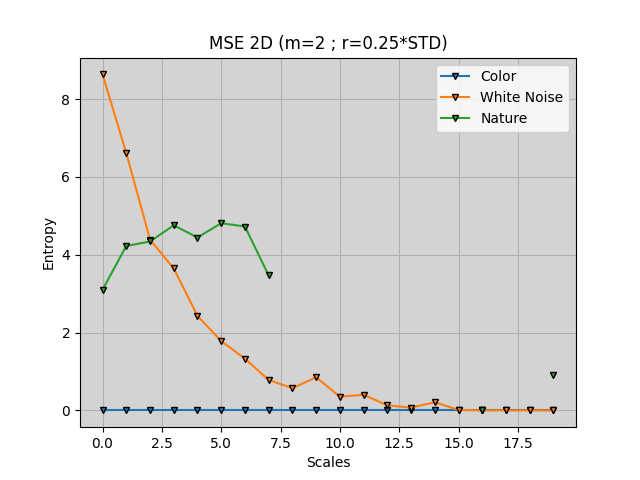 MSE 2D (m=2 ; r=0.25*STD)
Color
White Noise
Nature
Entropy
8
6
4
2
0
0.0 2.5 5.0 7.5 10.0 12.5 15.0 17.5
Scales